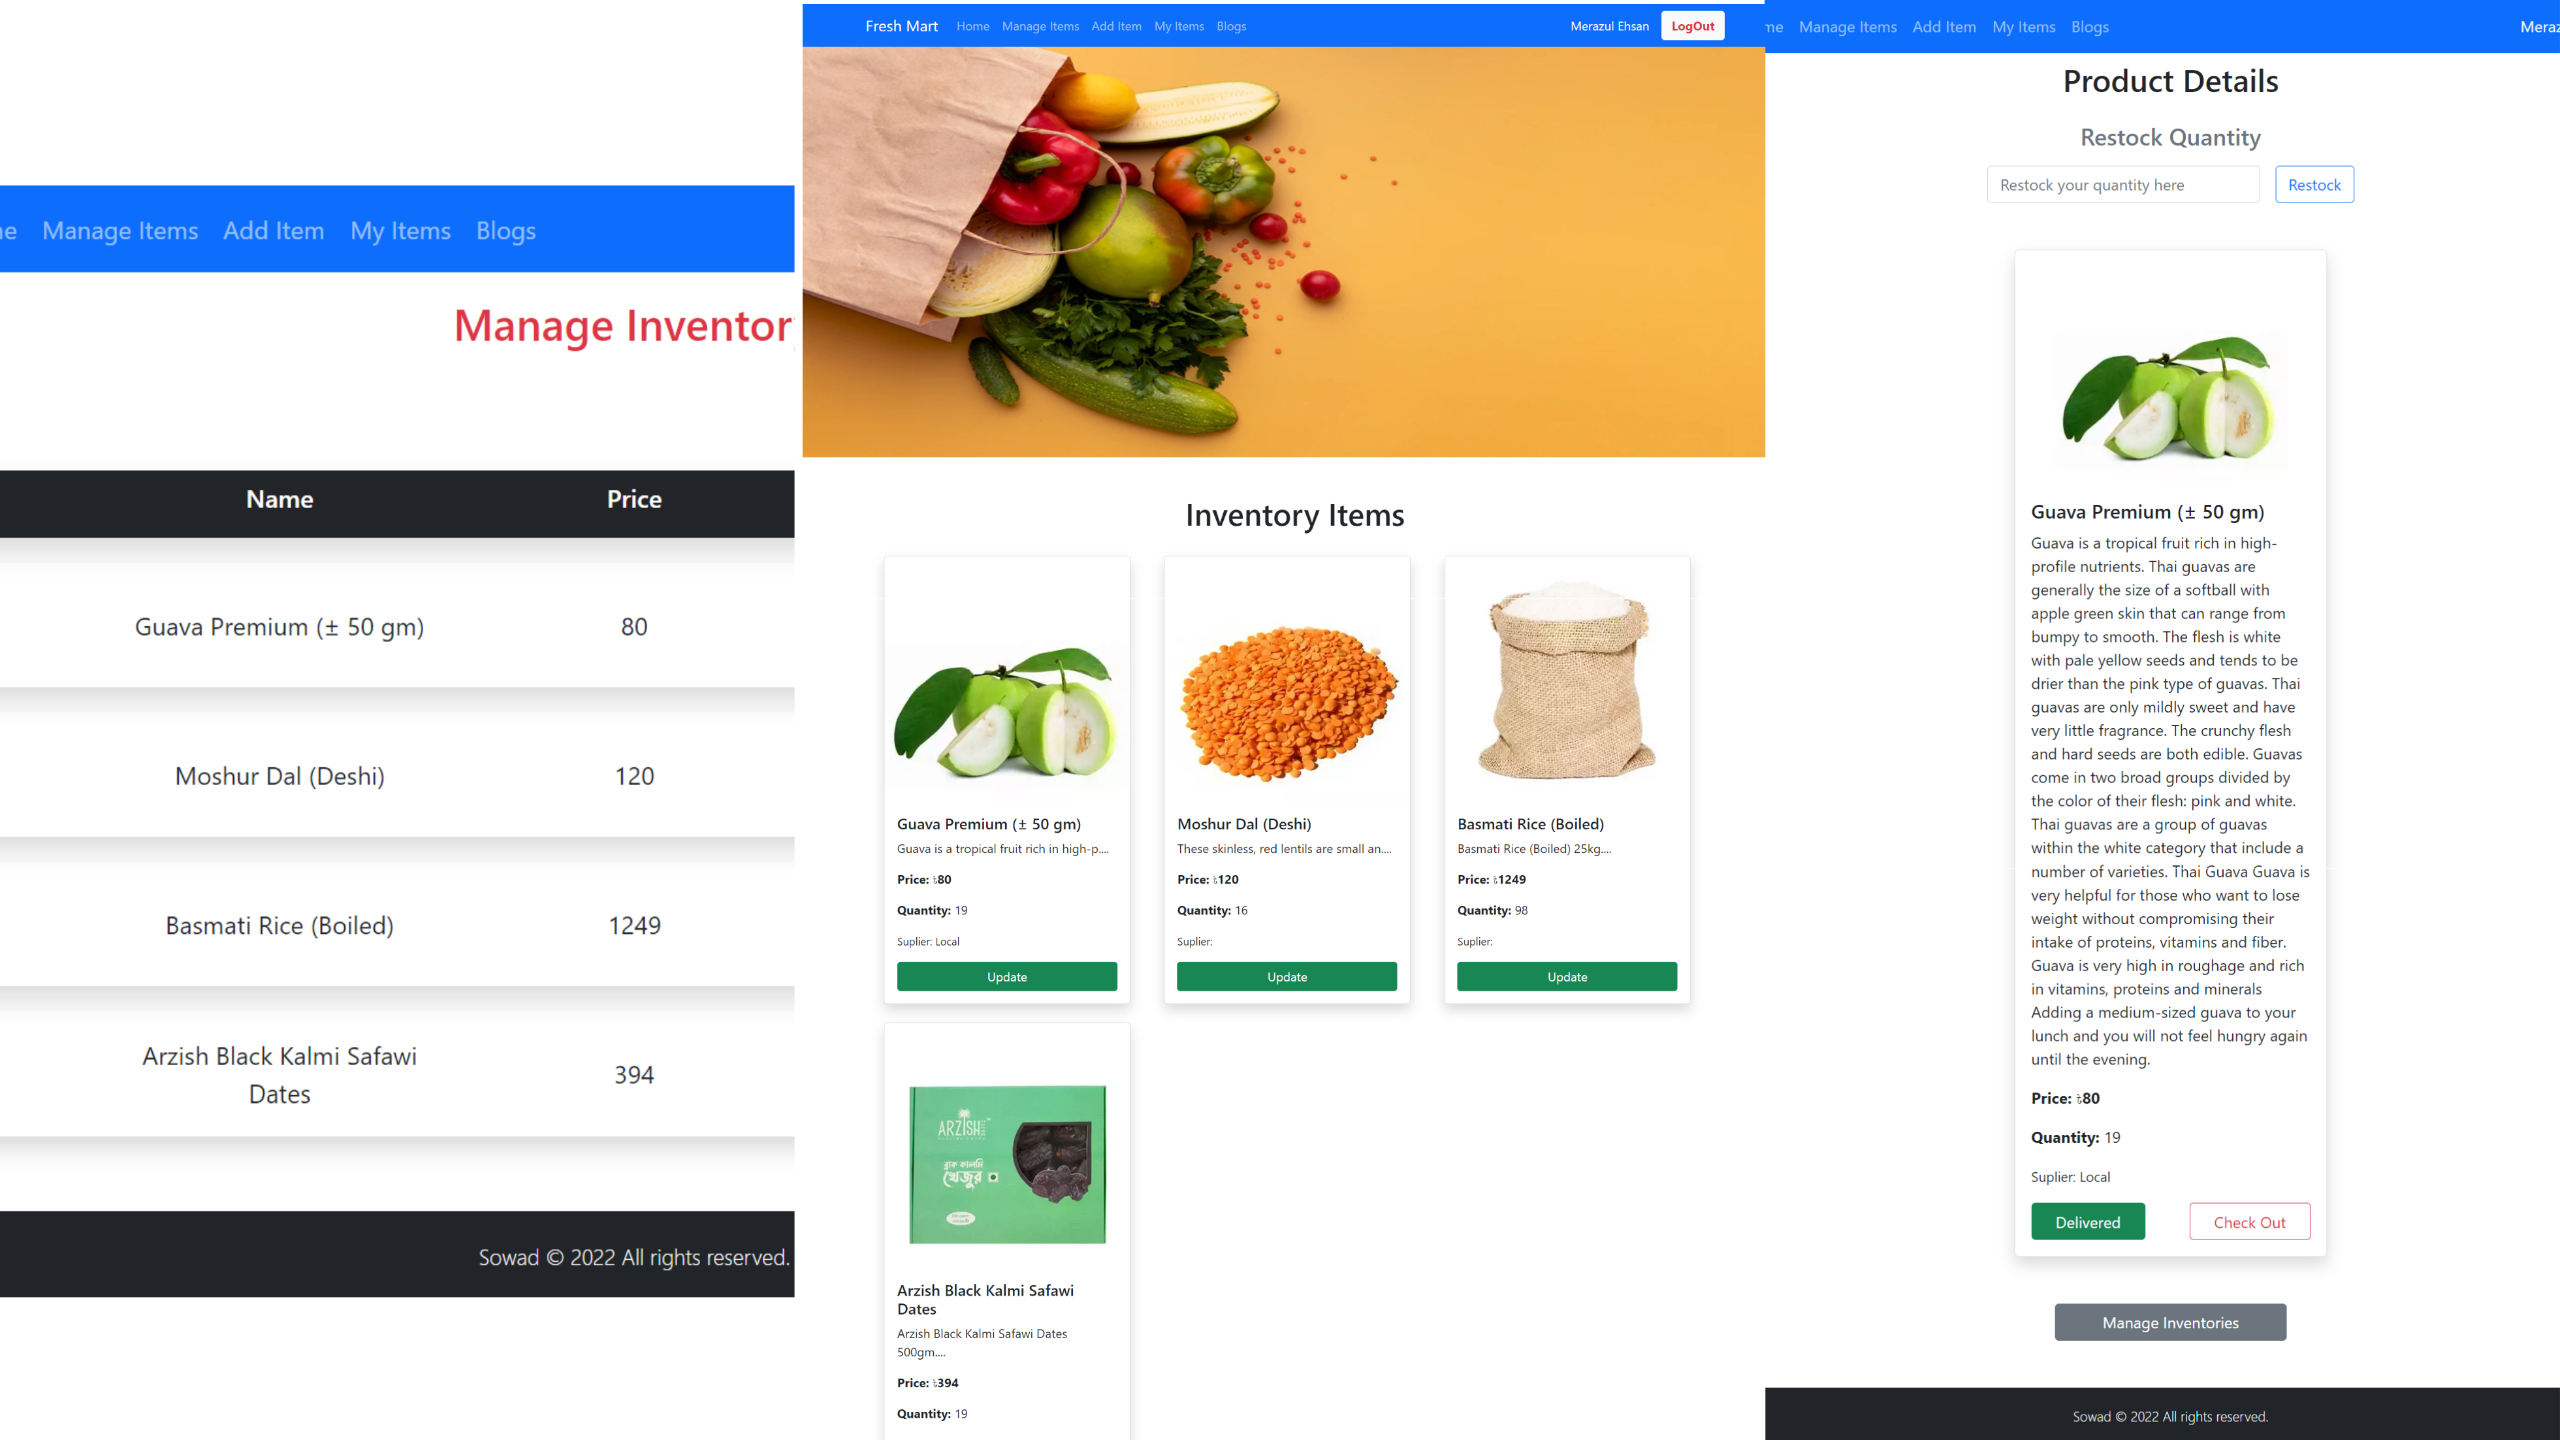 ne Manage Items Add Item My Items Blogs
Manage Inventor
Name Price
Guava Premium (± 50 gm) 80
Moshur Dal (Deshi) 120
Basmati Rice (Boiled) 1249
Arzish Black Kalmi Safawi
Dates
394
Sowad © 2022 All rights reserved.
Fresh Mart Home Manage Items Add Item My Items Blogs Merazul Ehsan LogOut
Inventory Items
Guava Premium (± 50 gm)
Guava is a tropical fruit rich in high-p....
Price: ৳80
Quantity: 19
Suplier: Local
Update
Moshur Dal (Deshi)
These skinless, red lentils are small an....
Price: ৳120
Quantity: 16
Suplier:
Update
Basmati Rice (Boiled)
Basmati Rice (Boiled) 25kg....
Price: ৳1249
Quantity: 98
Suplier:
Update
ARZISH
ব্ল্যাক কালমি
খেজুর
Arzish Black Kalmi Safawi
Dates
Arzish Black Kalmi Safawi Dates
500gm....
Price: ৳394
Quantity: 19
me Manage Items Add Item My Items Blogs Meraz
Product Details
Restock Quantity
Restock your quantity here Restock
Guava Premium (± 50 gm)
Guava is a tropical fruit rich in high-
profile nutrients. Thai guavas are
generally the size of a softball with
apple green skin that can range from
bumpy to smooth. The flesh is white
with pale yellow seeds and tends to be
drier than the pink type of guavas. Thai
guavas are only mildly sweet and have
very little fragrance. The crunchy flesh
and hard seeds are both edible. Guavas
come in two broad groups divided by
the color of their flesh: pink and white.
Thai guavas are a group of guavas
within the white category that include a
number of varieties. Thai Guava Guava is
very helpful for those who want to lose
weight without compromising their
intake of proteins, vitamins and fiber.
Guava is very high in roughage and rich
in vitamins, proteins and minerals
Adding a medium-sized guava to your
lunch and you will not feel hungry again
until the evening.
Price: ৳80
Quantity: 19
Suplier: Local
Delivered Check Out
Manage Inventories
Sowad © 2022 All rights reserved.